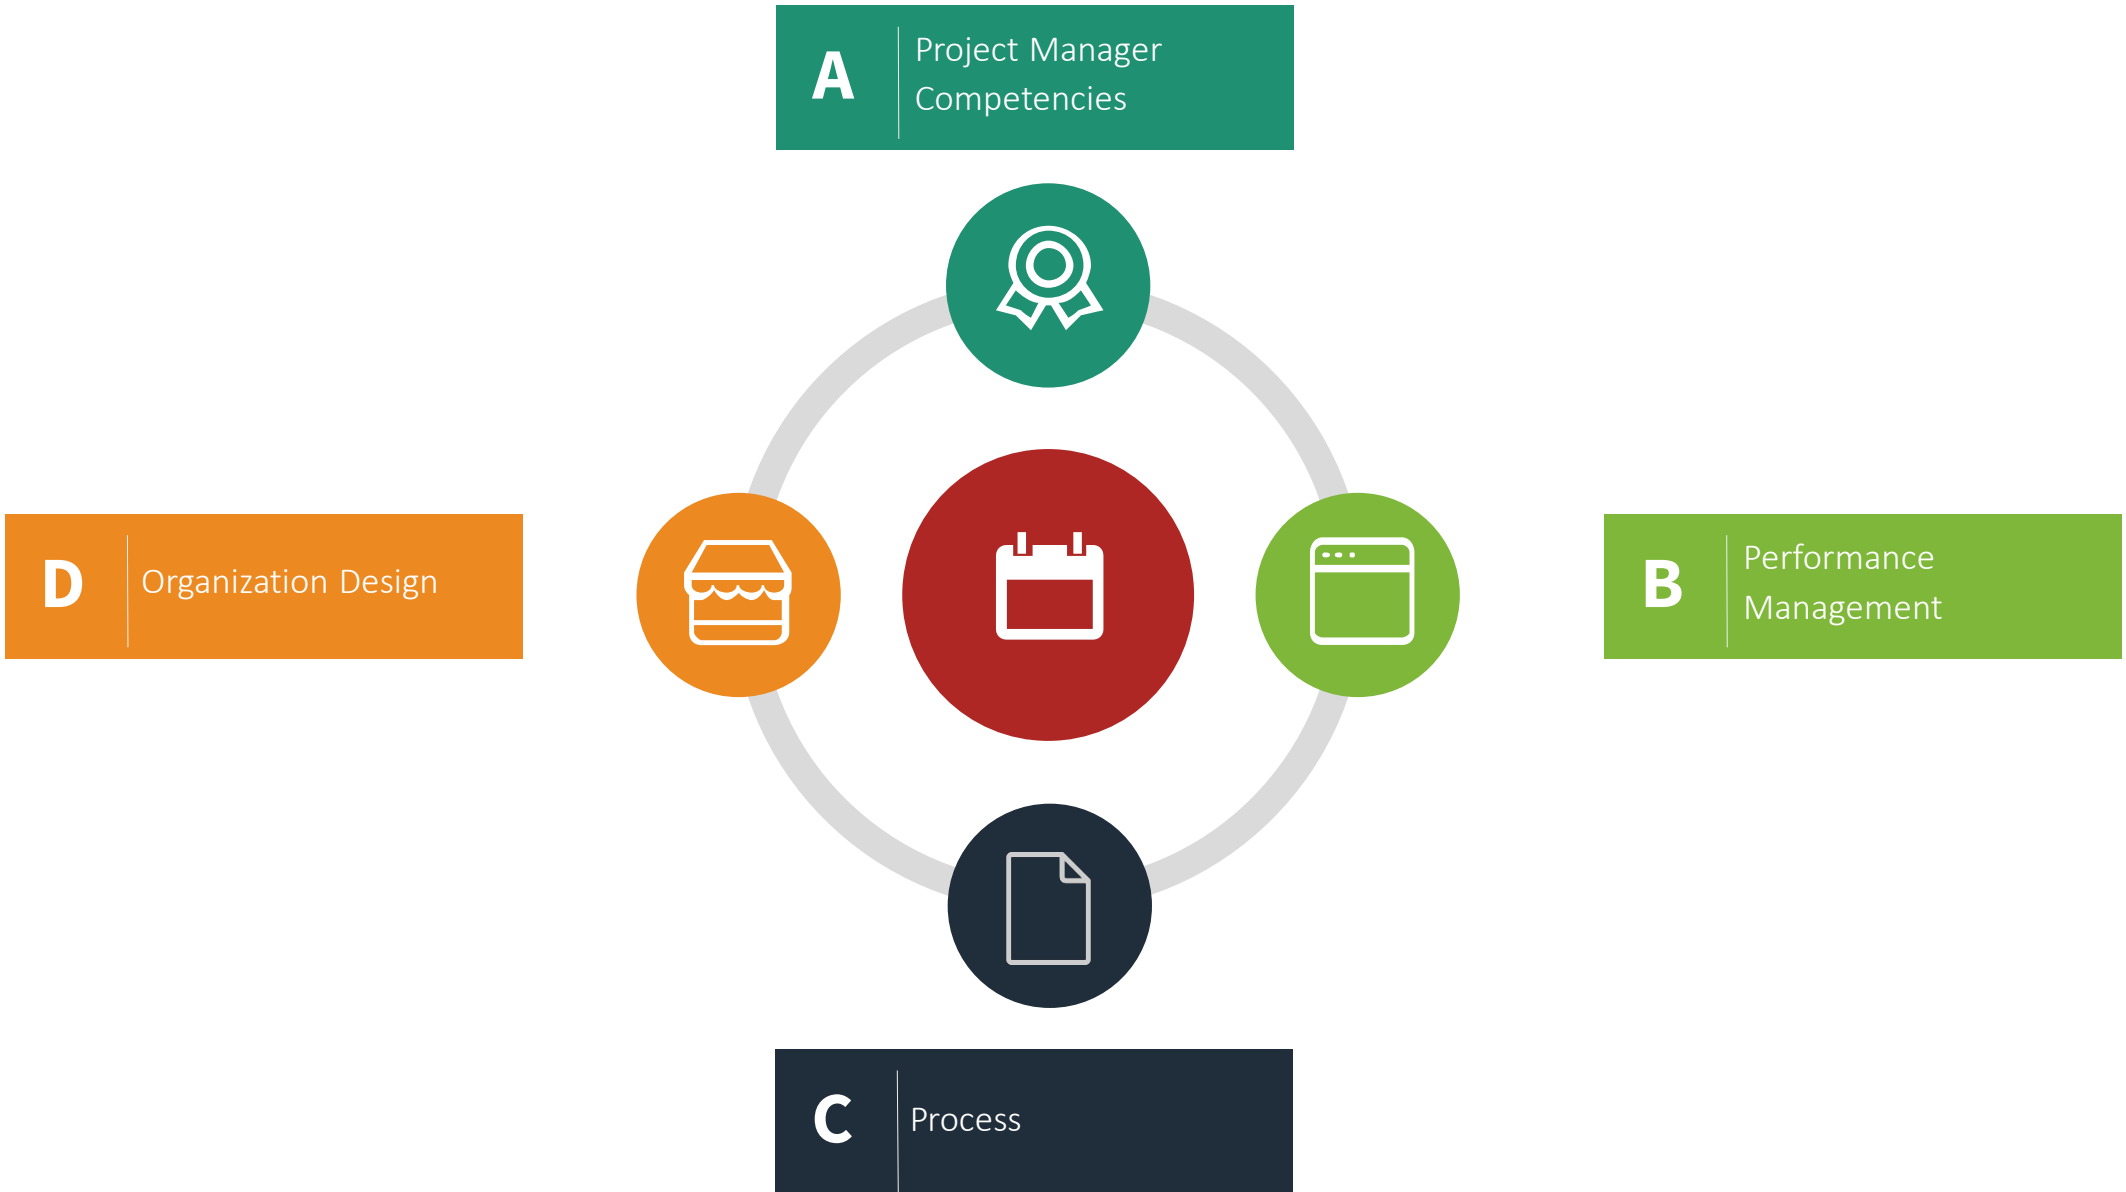 A
Project Manager
Competencies
D
Organization Design
B
Performance
Management
C
Process